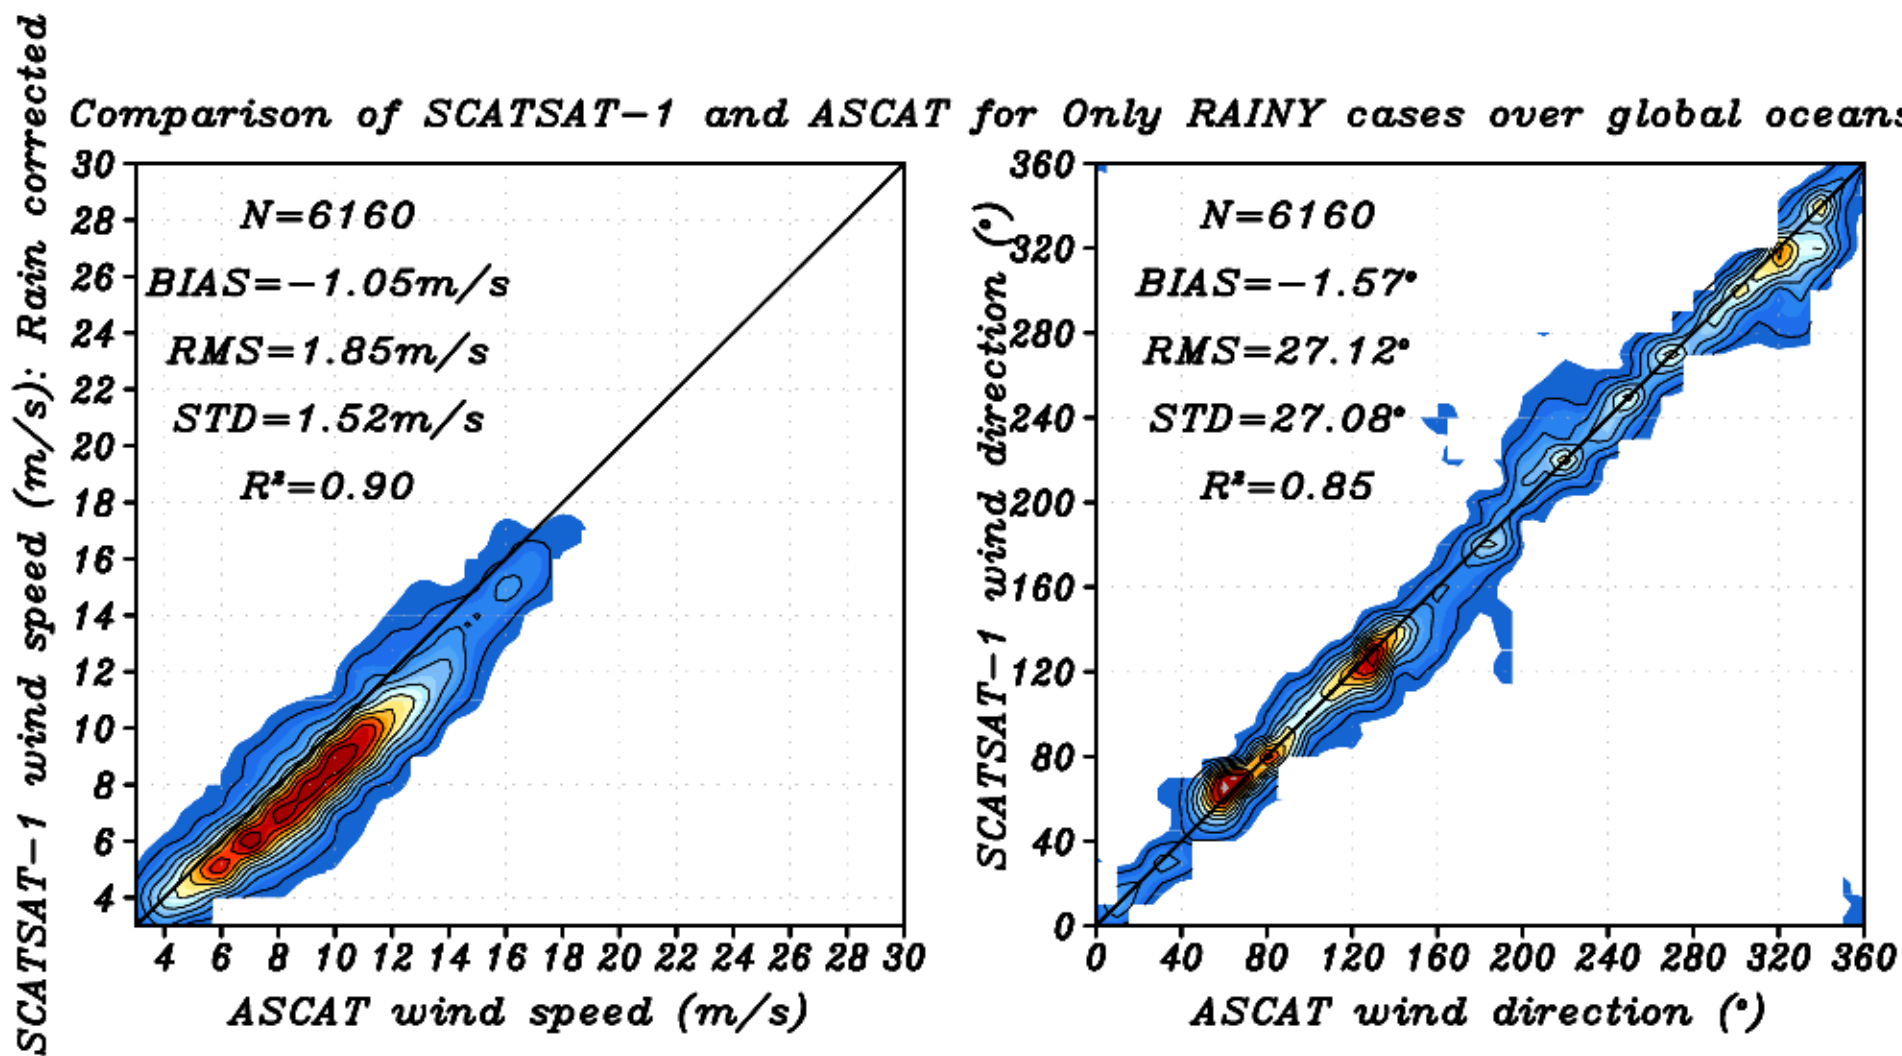 Comparison of SCATSAT-1 and ASCAT for Only RAINY cases over global oceans
SCATSAT-1 wind speed (m/s): Rain corrected
30
28
26
24
22
20
18
16
14
12
10
8
6
4
N=6160
BIAS=-1.05m/s
RMS=1.85m/s
STD=1.52m/s
R²=0.90
4 6 8 10 12 14 16 18 20 22 24 26 28 30
ASCAT wind speed (m/s)
SCATSAT-1 wind direction (°)
360
320
280
240
200
160
120
80
40
0
N=6160
BIAS=-1.57°
RMS=27.12°
STD=27.08°
R²=0.85
0 40 80 120 160 200 240 280 320 360
ASCAT wind direction (°)